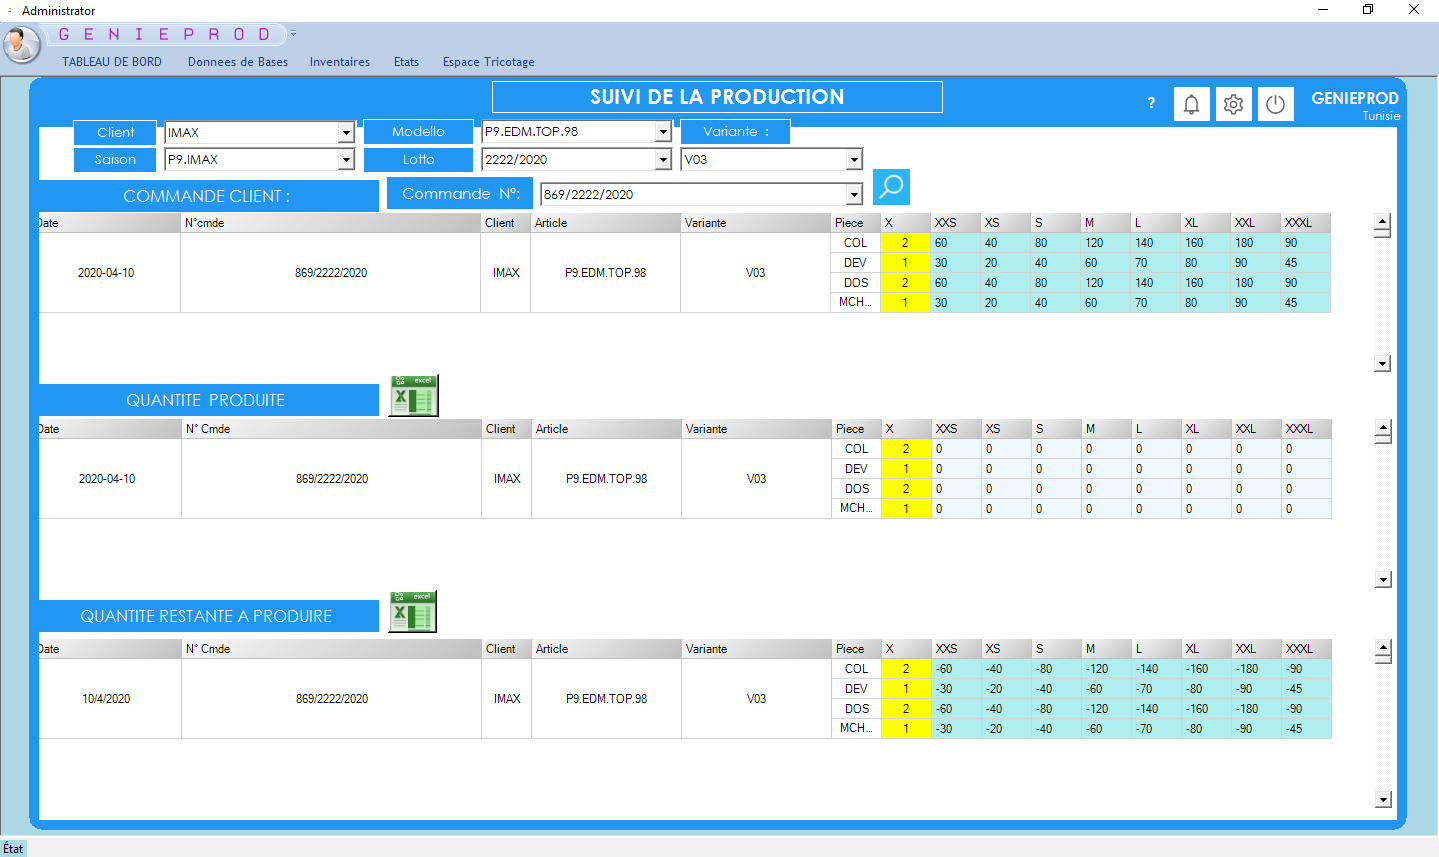 Administrator
G E N I E P R O D
TABLEAU DE BORD Donnees de Bases Inventaires Etats Espace Tricotage
SUIVI DE LA PRODUCTION
? GENIEPROD
Tunisie
Client IMAX Modello P9.EDM.TOP.98 Variante :
Saison P9.IMAX Lotto 2222/2020 V03
COMMANDE CLIENT : Commande N°: 869/2222/2020
Date N°cmde Client Article Variante Piece X XXS XS S M L XL XXL XXXL
COL 2 60 40 80 120 140 160 180 90
DEV 1 30 20 40 60 70 80 90 45
2020-04-10 869/2222/2020 IMAX P9.EDM.TOP.98 V03
DOS 2 60 40 80 120 140 160 180 90
MCH... 1 30 20 40 60 70 80 90 45
QUANTITE PRODUITE excel
Date N° Cmde Client Article Variante Piece X XXS XS S M L XL XXL XXXL
COL 2 0 0 0 0 0 0 0 0
DEV 1 0 0 0 0 0 0 0 0
2020-04-10 869/2222/2020 IMAX P9.EDM.TOP.98 V03
DOS 2 0 0 0 0 0 0 0 0
MCH... 1 0 0 0 0 0 0 0 0
QUANTITE RESTANTE A PRODUIRE excel
Date N° Cmde Client Article Variante Piece X XXS XS S M L XL XXL XXXL
COL 2 -60 -40 -80 -120 -140 -160 -180 -90
DEV 1 -30 -20 -40 -60 -70 -80 -90 -45
10/4/2020 869/2222/2020 IMAX P9.EDM.TOP.98 V03
DOS 2 -60 -40 -80 -120 -140 -160 -180 -90
MCH... 1 -30 -20 -40 -60 -70 -80 -90 -45
État